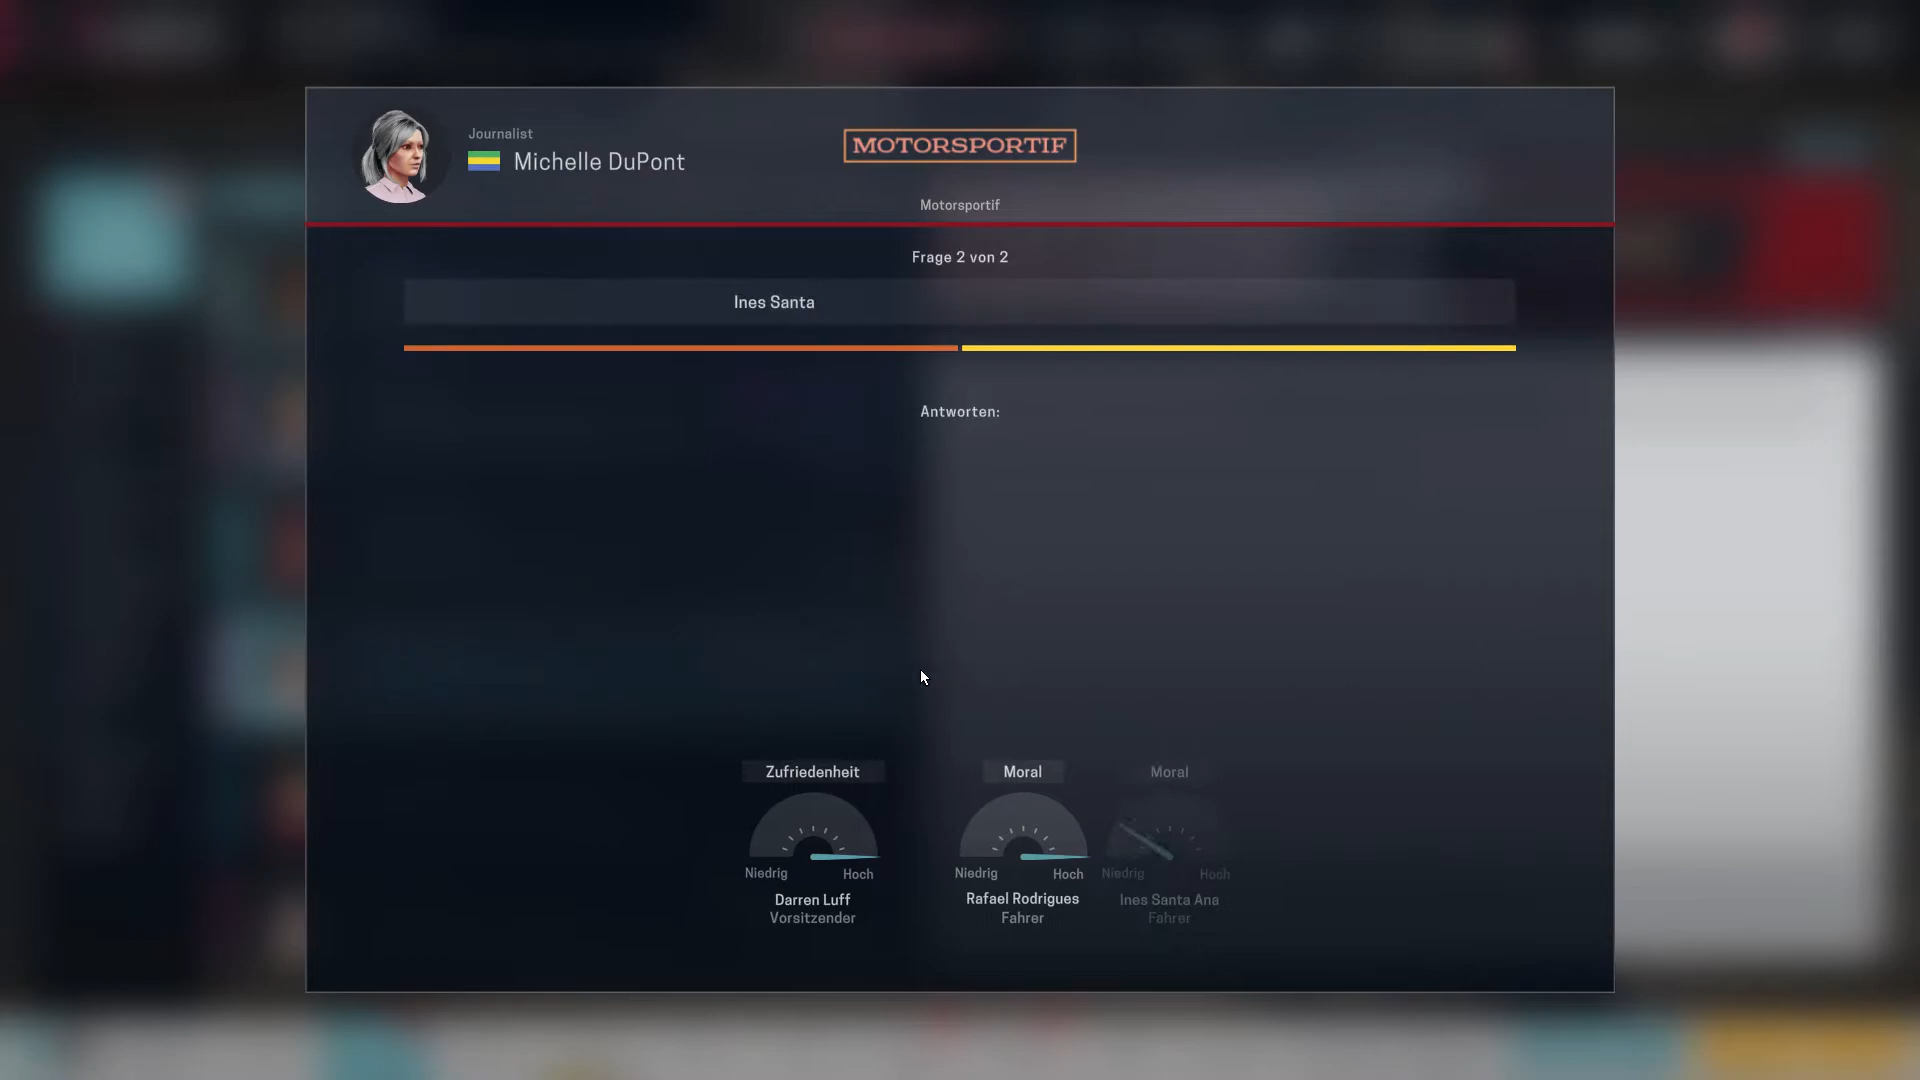 Journalist
Michelle DuPont
MOTORSPORTIF
Motorsportif
Frage 2 von 2
Ines Santa
Antworten:
Zufriedenheit
Niedrig
Hoch
Darren Luff
Vorsitzender
Moral
Niedrig
Hoch
Rafael Rodrigues
Fahrer
Moral
Niedrig
Hoch
Ines Santa Ana
Fahrer